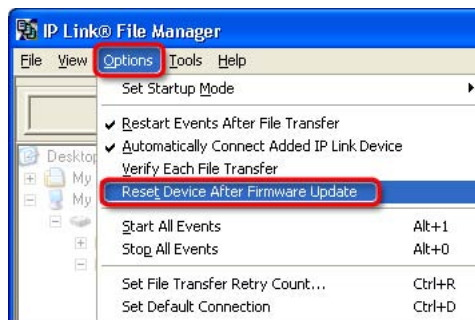 IP Link® File Manager
File View Options Tools Help
Set Startup Mode
✓ Restart Events After File Transfer
✓ Automatically Connect Added IP Link Device
Verify Each File Transfer
Reset Device After Firmware Update
Start All Events Alt+1
Stop All Events Alt+0
Set File Transfer Retry Count... Ctrl+R
Set Default Connection Ctrl+D
Desktop
My
My